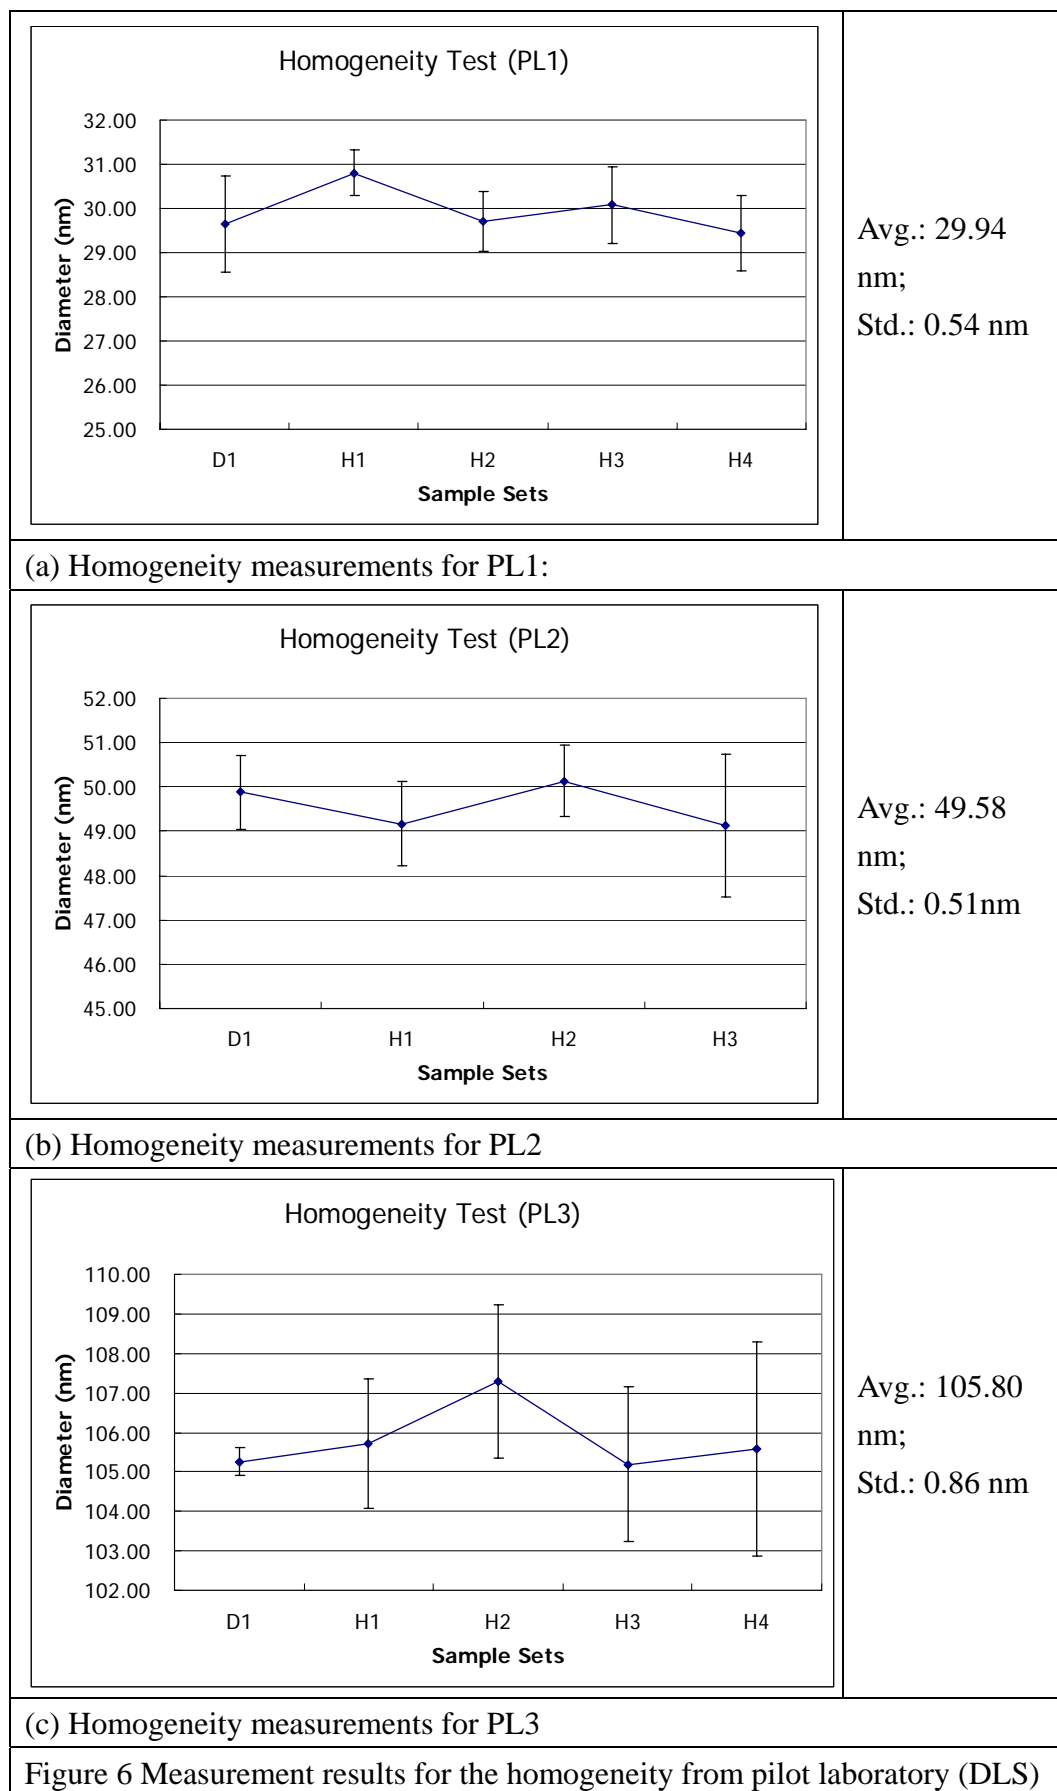 Homogeneity Test (PL1)
32.00
31.00
30.00
29.00
28.00
27.00
26.00
25.00
Diameter (nm)
D1 H1 H2 H3 H4
Sample Sets
Avg.: 29.94
nm;
Std.: 0.54 nm
(a) Homogeneity measurements for PL1:
Homogeneity Test (PL2)
52.00
51.00
50.00
49.00
48.00
47.00
46.00
45.00
Diameter (nm)
D1 H1 H2 H3
Sample Sets
Avg.: 49.58
nm;
Std.: 0.51nm
(b) Homogeneity measurements for PL2
Homogeneity Test (PL3)
110.00
109.00
108.00
107.00
106.00
105.00
104.00
103.00
102.00
Diameter (nm)
D1 H1 H2 H3 H4
Sample Sets
Avg.: 105.80
nm;
Std.: 0.86 nm
(c) Homogeneity measurements for PL3
Figure 6 Measurement results for the homogeneity from pilot laboratory (DLS)